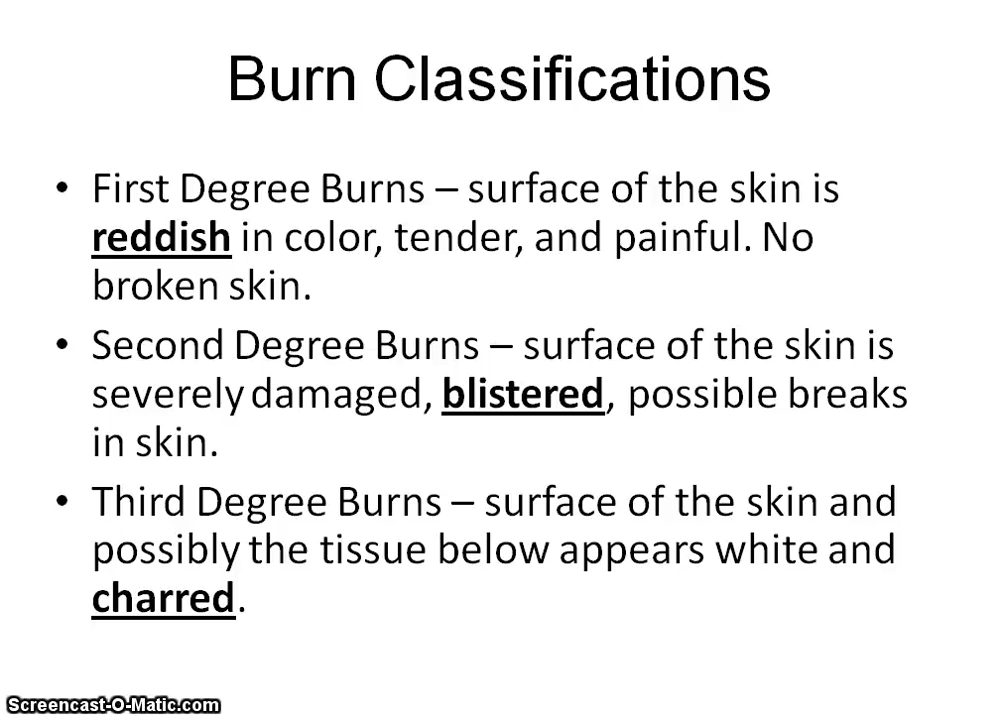 Burn Classifications
• First Degree Burns – surface of the skin is
reddish in color, tender, and painful. No
broken skin.
• Second Degree Burns – surface of the skin is
severely damaged, blistered, possible breaks
in skin.
• Third Degree Burns – surface of the skin and
possibly the tissue below appears white and
charred.
Screencast-O-Matic.com